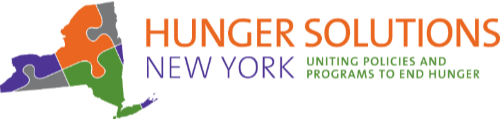 HUNGER SOLUTIONS
NEW YORK
UNITING POLICIES AND
PROGRAMS TO END HUNGER